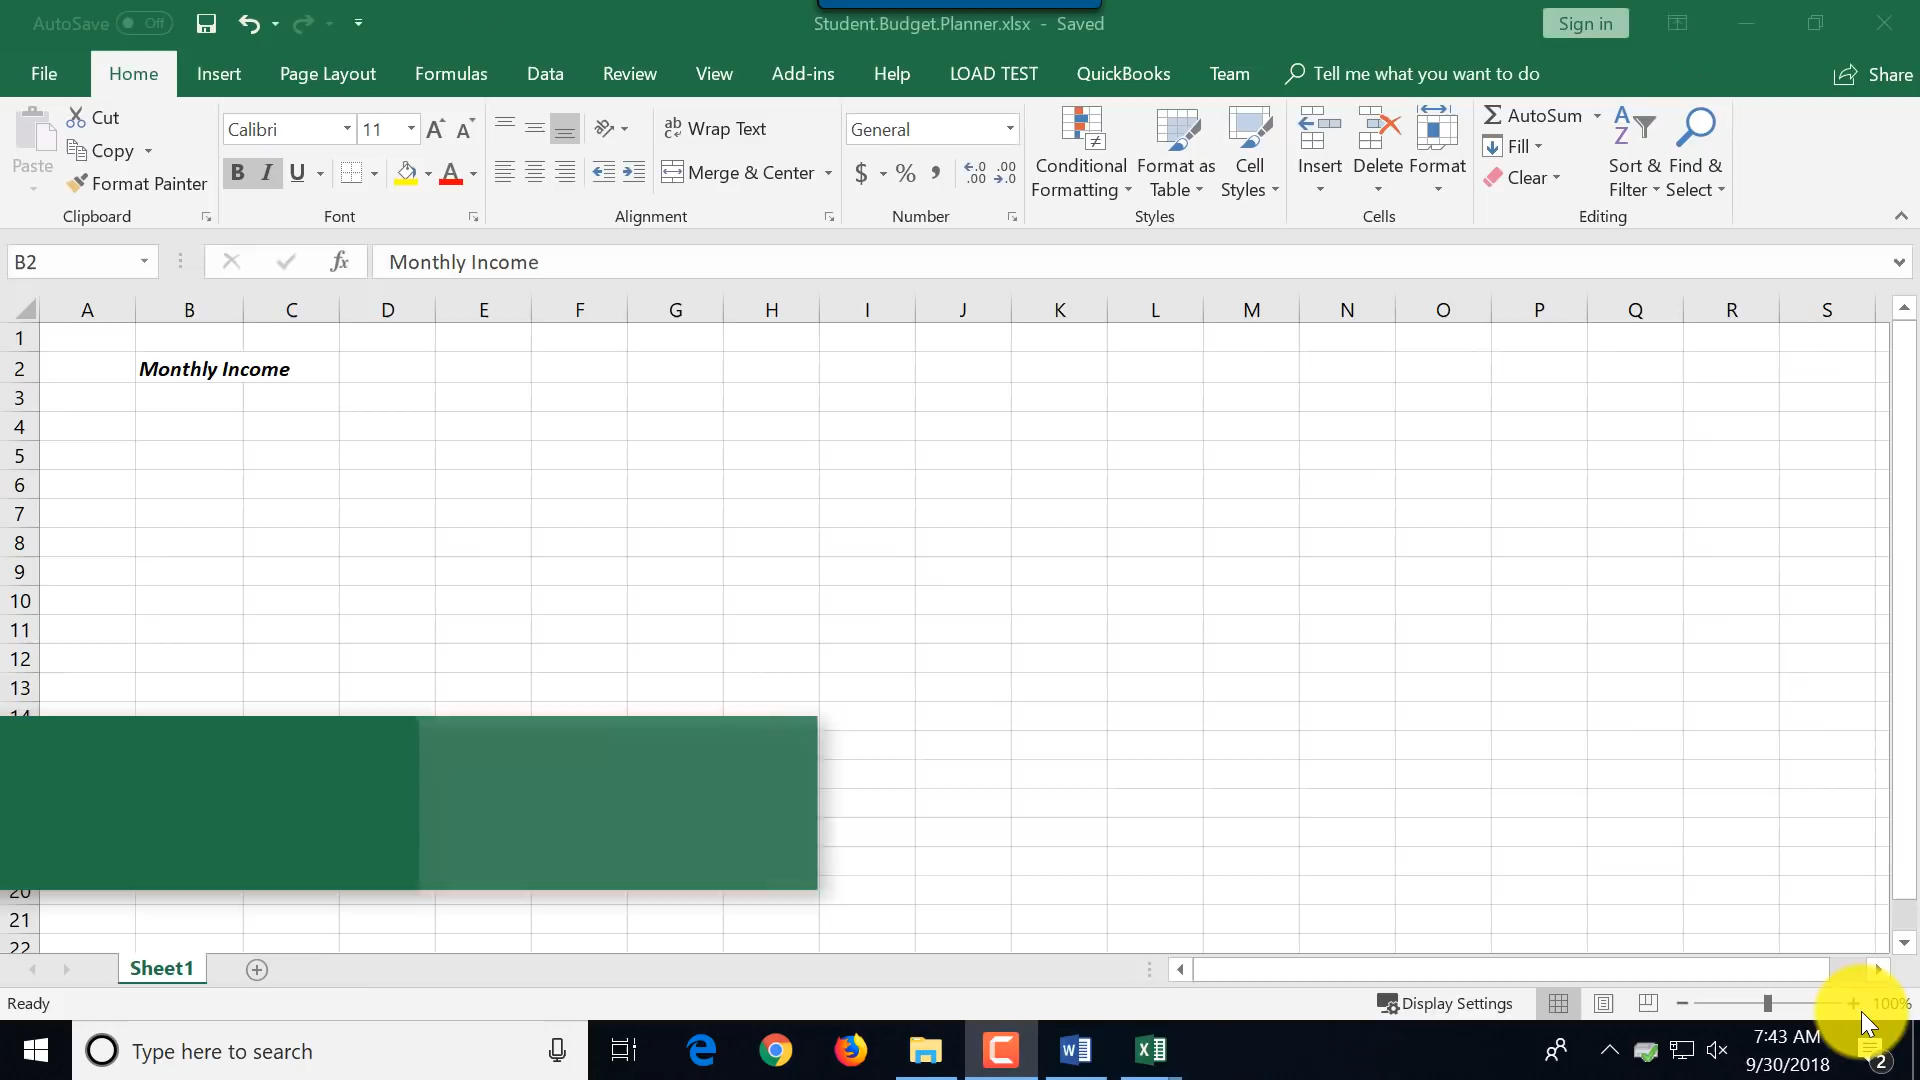 AutoSave Off
Student.Budget.Planner.xlsx - Saved
Sign in
File Home Insert Page Layout Formulas Data Review View Add-ins Help LOAD TEST QuickBooks Team Tell me what you want to do Share
Paste
Cut
Copy
Format Painter
Clipboard
Calibri 11
B I U
Font
Wrap Text
Merge & Center
Alignment
General
$ % ,
Number
Conditional Formatting
Format as Table
Cell Styles
Styles
Insert
Delete
Format
Cells
AutoSum
Fill
Clear
Sort & Filter
Find & Select
Editing
B2 fx Monthly Income
A B C D E F G H I J K L M N O P Q R S
1
2 Monthly Income
3
4
5
6
7
8
9
10
11
12
13
14
20
21
22
Sheet1
Ready
Display Settings
100%
Type here to search
7:43 AM
9/30/2018
2